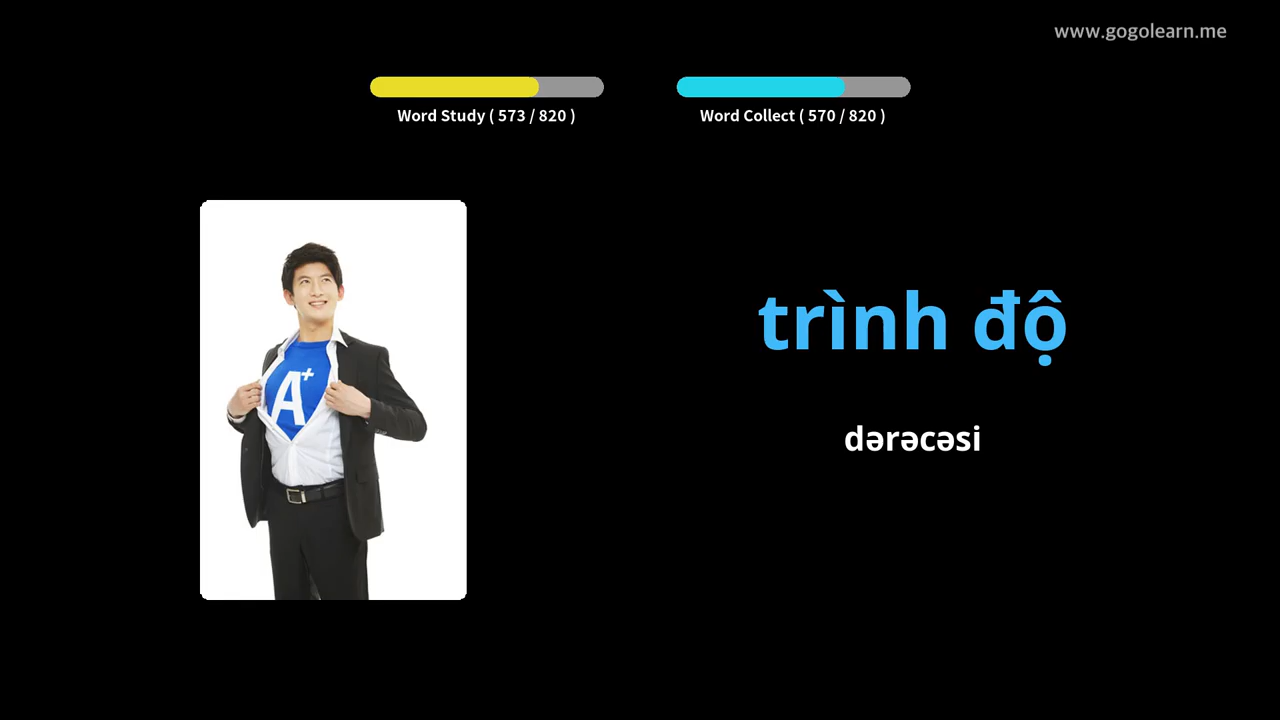 www.gogolearn.me
Word Study ( 573 / 820 )
Word Collect ( 570 / 820 )
A+
trình độ
dərəcəsi